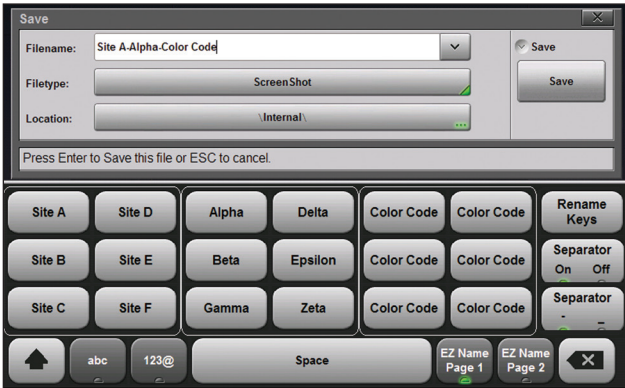 Save
Filename: Site A-Alpha-Color Code
Save
Filetype: ScreenShot
Save
Location: \Internal\
Press Enter to Save this file or ESC to cancel.
Site A Site D Alpha Delta Color Code Color Code Rename Keys
Site B Site E Beta Epsilon Color Code Color Code Separator On Off
Site C Site F Gamma Zeta Color Code Color Code Separator - _
abc 123@ Space EZ Name Page 1 EZ Name Page 2